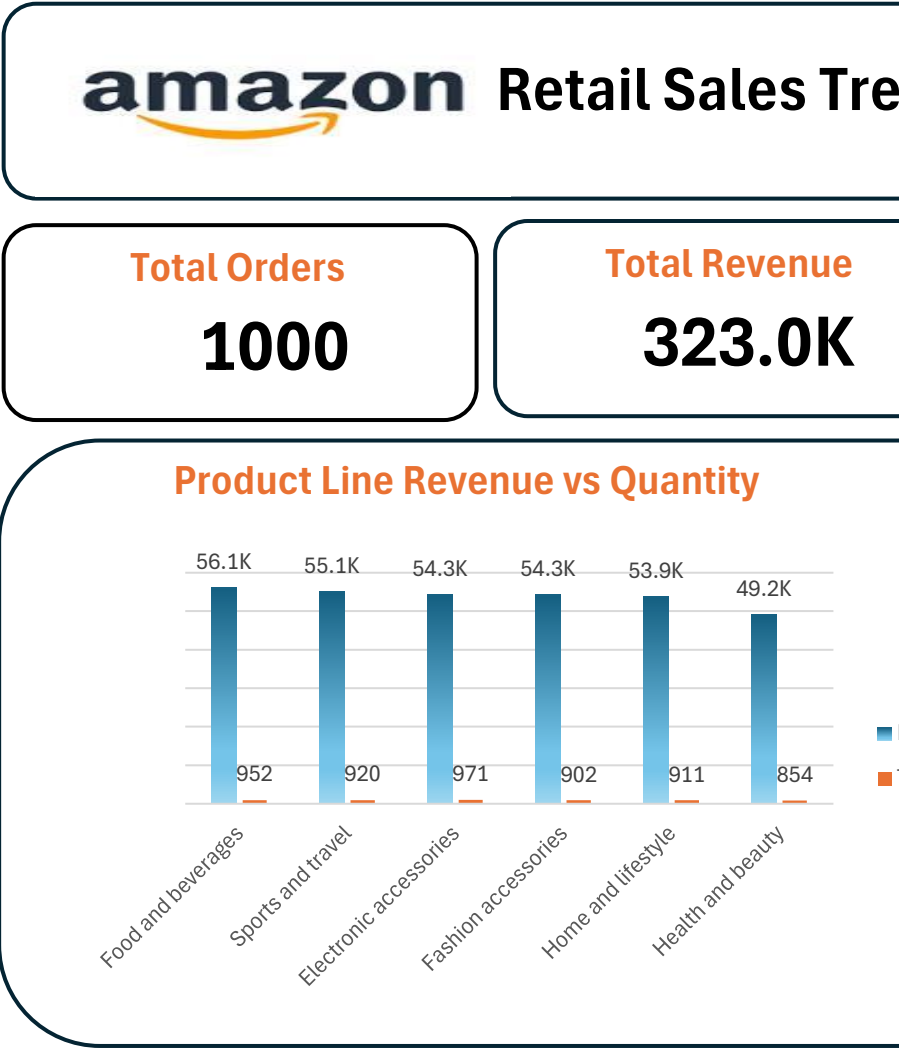 amazon Retail Sales Tre
Total Orders
1000
Total Revenue
323.0K
Product Line Revenue vs Quantity
56.1K 55.1K 54.3K 54.3K 53.9K 49.2K
952 920 971 902 911 854
Food and beverages
Sports and travel
Electronic accessories
Fashion accessories
Home and lifestyle
Health and beauty